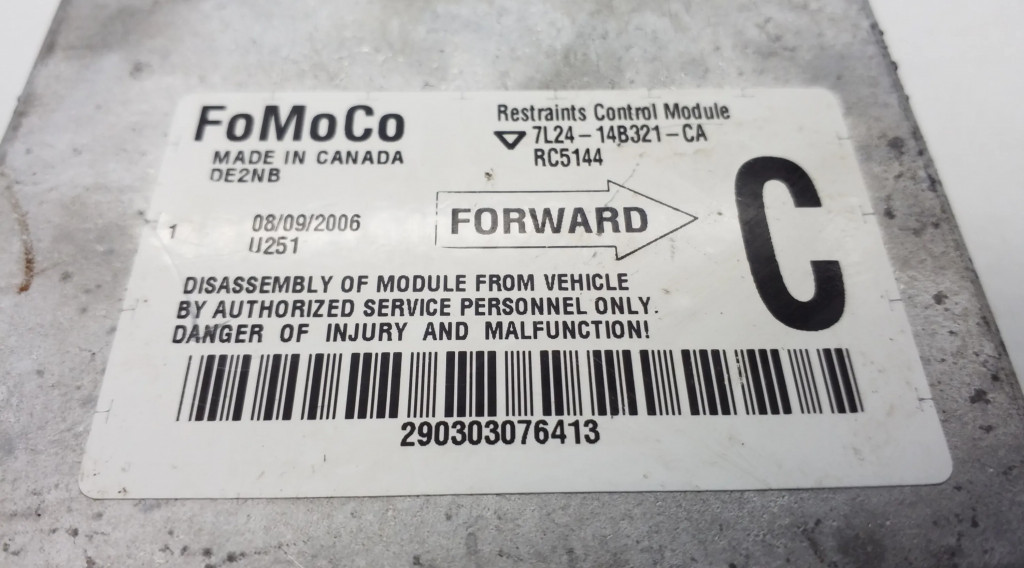 FoMoCo
MADE IN CANADA
DE2NB
Restraints Control Module
7L24-14B321-CA
RC5144
1
08/09/2006
U251
FORWARD
C
DISASSEMBLY OF MODULE FROM VEHICLE
BY AUTHORIZED SERVICE PERSONNEL ONLY.
DANGER OF INJURY AND MALFUNCTION!
290303076413